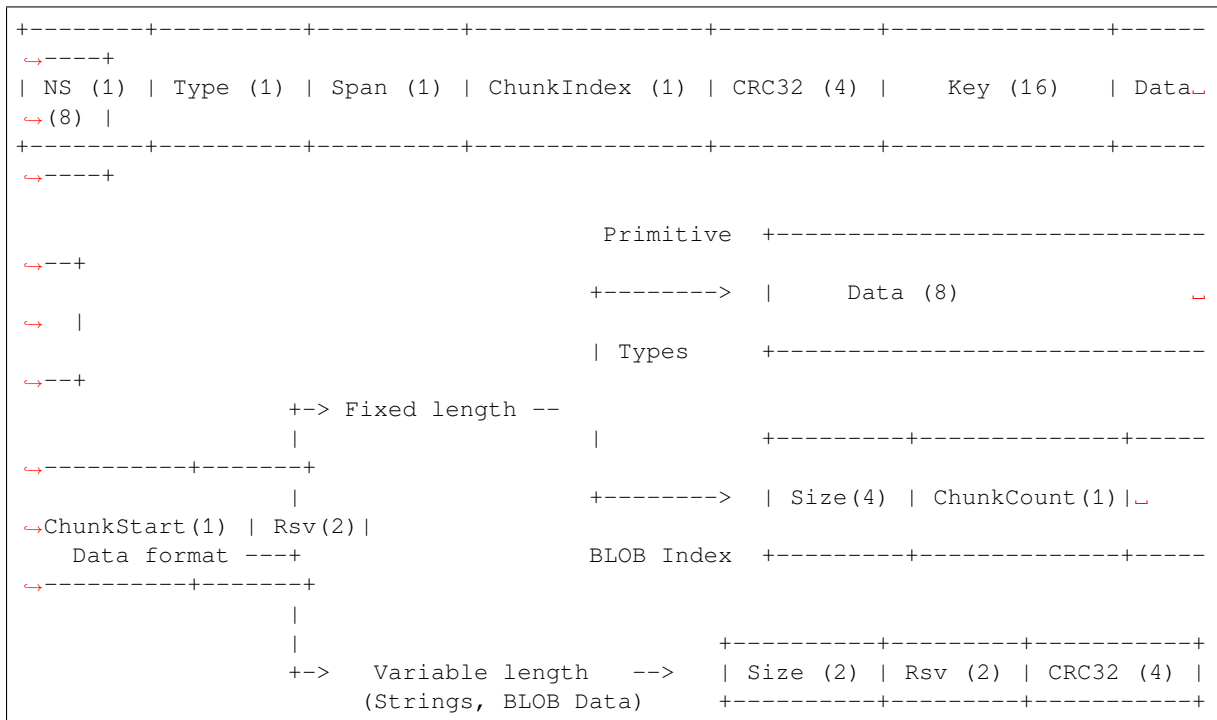 +--------+----------+----------+---------------+-----------+--------------+------
↪----+
| NS (1) | Type (1) | Span (1) | ChunkIndex (1) | CRC32 (4) |    Key (16)   | Data␣
↪(8) |
+--------+----------+----------+---------------+-----------+--------------+------
↪----+
Primitive  +------------------------------
↪--+
+-------->  |     Data (8)                ␣
↪  |
| Types     +------------------------------
↪--+
+-> Fixed length --
|                   |           +---------+--------------+-----
↪----------+-------+
|                   +-------->  | Size(4) | ChunkCount(1)|␣
↪ChunkStart(1) | Rsv(2)|
Data format ---+                   BLOB Index  +---------+--------------+-----
↪----------+-------+
|
|                           +----------+---------+-----------+
+->   Variable length   -->   | Size (2) | Rsv (2) | CRC32 (4) |
(Strings, BLOB Data)     +----------+---------+-----------+